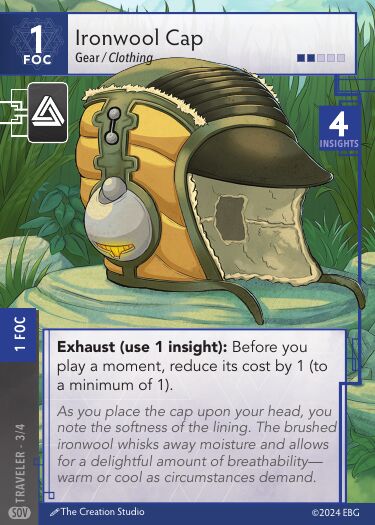 1
FOC
Ironwool Cap
Gear / Clothing
4
INSIGHTS
1 FOC
Exhaust (use 1 insight): Before you
play a moment, reduce its cost by 1 (to
a minimum of 1).
As you place the cap upon your head, you
note the softness of the lining. The brushed
ironwool whisks away moisture and allows
for a delightful amount of breathability—
warm or cool as circumstances demand.
SOV TRAVELER - 3/4
The Creation Studio
©2024 EBG